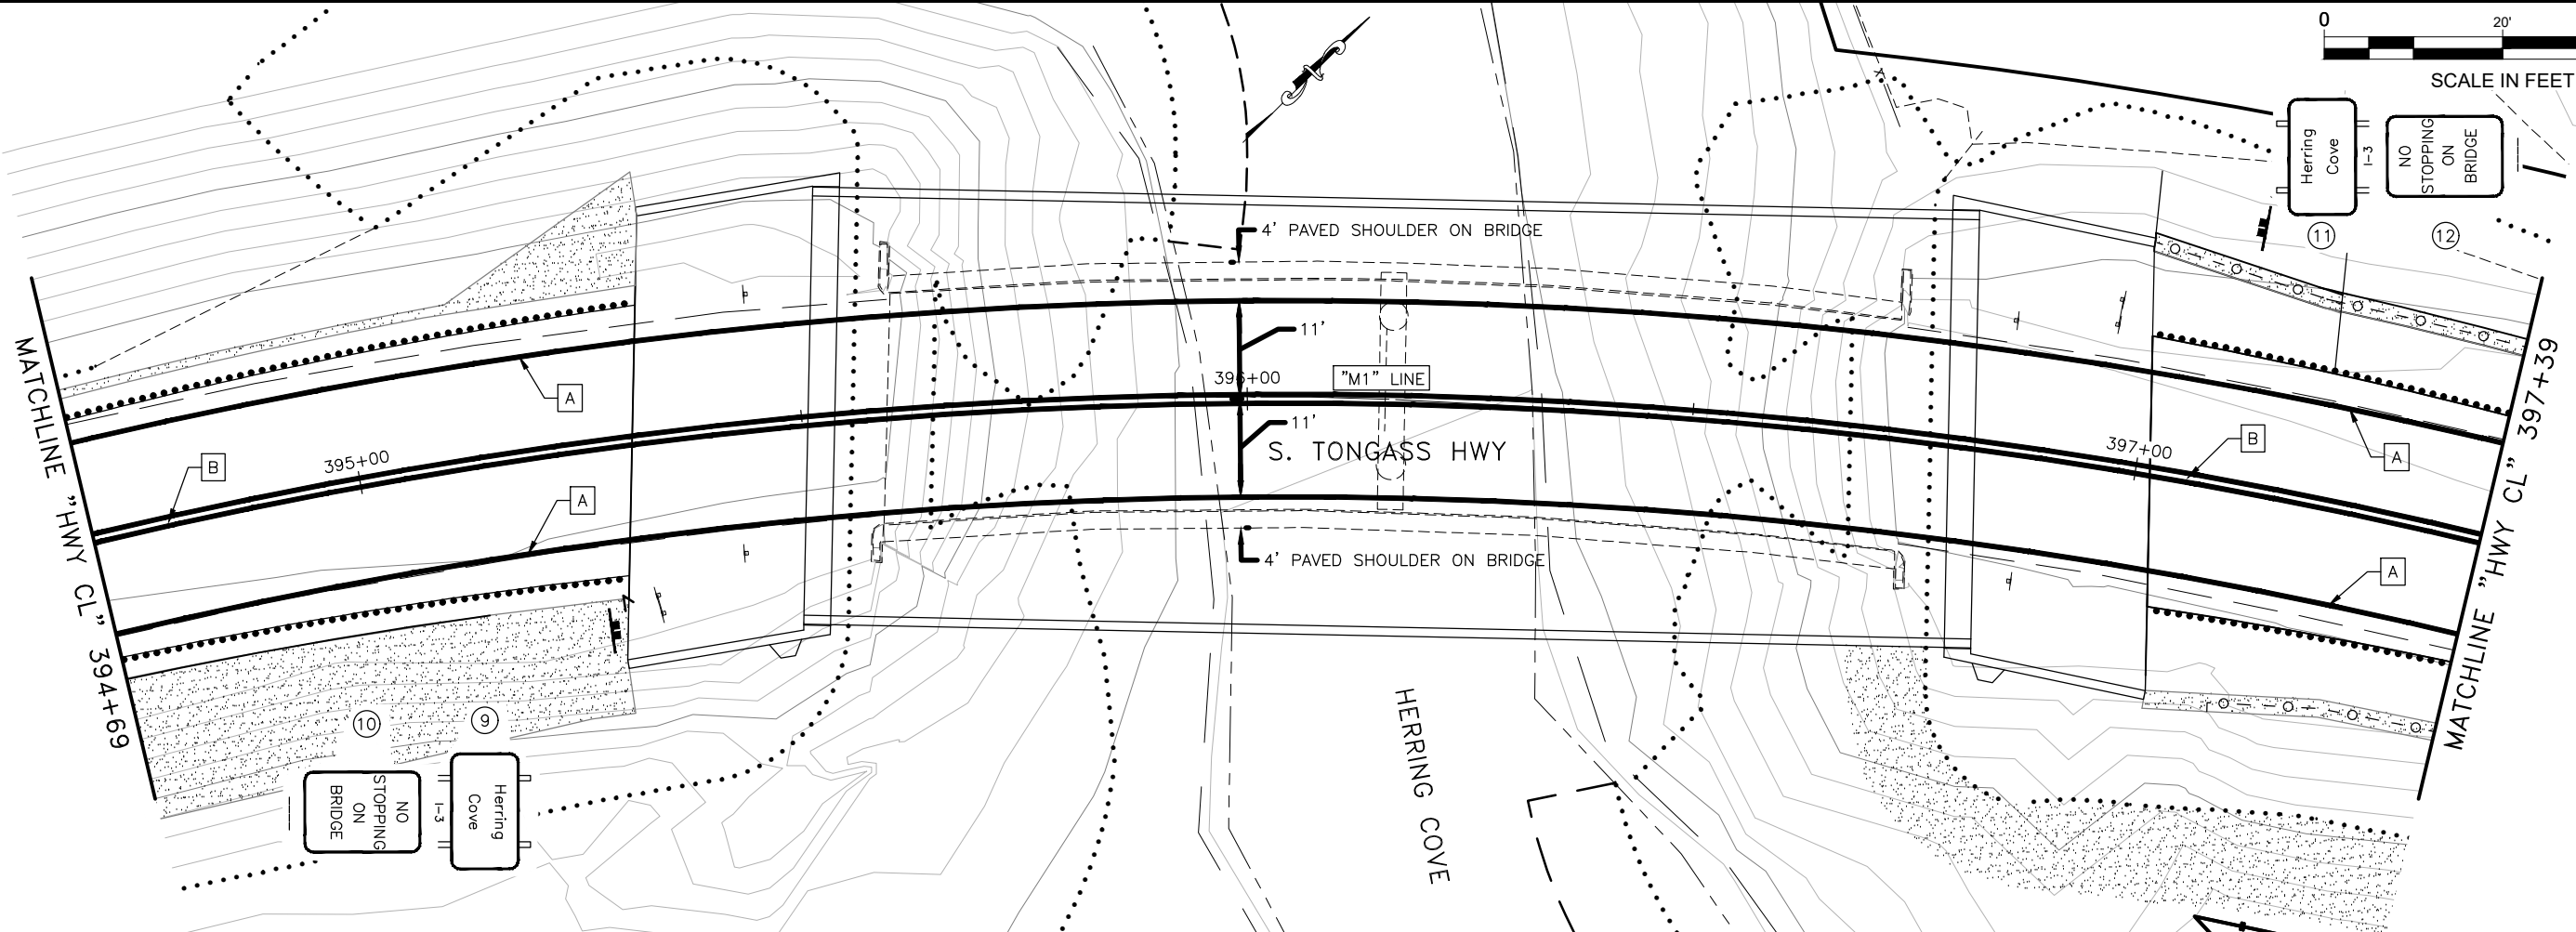 0
20'
SCALE IN FEET
Herring
Cove
I-3
NO
STOPPING
ON
BRIDGE
11
12
4' PAVED SHOULDER ON BRIDGE
11'
396+00
"M1" LINE
11'
S. TONGASS HWY
4' PAVED SHOULDER ON BRIDGE
A
B
395+00
A
397+00
B
A
A
MATCHLINE "HWY CL" 394+69
MATCHLINE "HWY CL" 397+39
HERRING COVE
10
9
NO
STOPPING
ON
BRIDGE
I-3
Herring
Cove